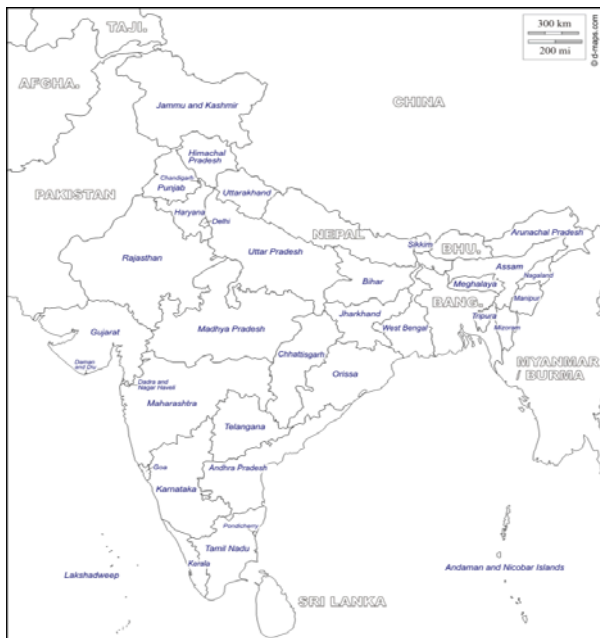 TAJI.
300 km
200 mi
© d-maps.com
AFGHA.
CHINA
Jammu and Kashmir
Himachal
Pradesh
Chandigarh
Punjab
PAKISTAN
Uttarakhand
Haryana
Delhi
NEPAL
Sikkim
BHU.
Arunachal Pradesh
Rajasthan
Uttar Pradesh
Assam
Nagaland
Bihar
Meghalaya
Manipur
BANG.
Jharkhand
Tripura
Mizoram
Gujarat
Madhya Pradesh
West Bengal
Chhattisgarh
MYANMAR
/ BURMA
Daman
and Diu
Orissa
Dadra and
Nagar Haveli
Maharashtra
Telangana
Goa
Andhra Pradesh
Karnataka
Pondicherry
Tamil Nadu
Kerala
Lakshadweep
Andaman and Nicobar Islands
SRI LANKA